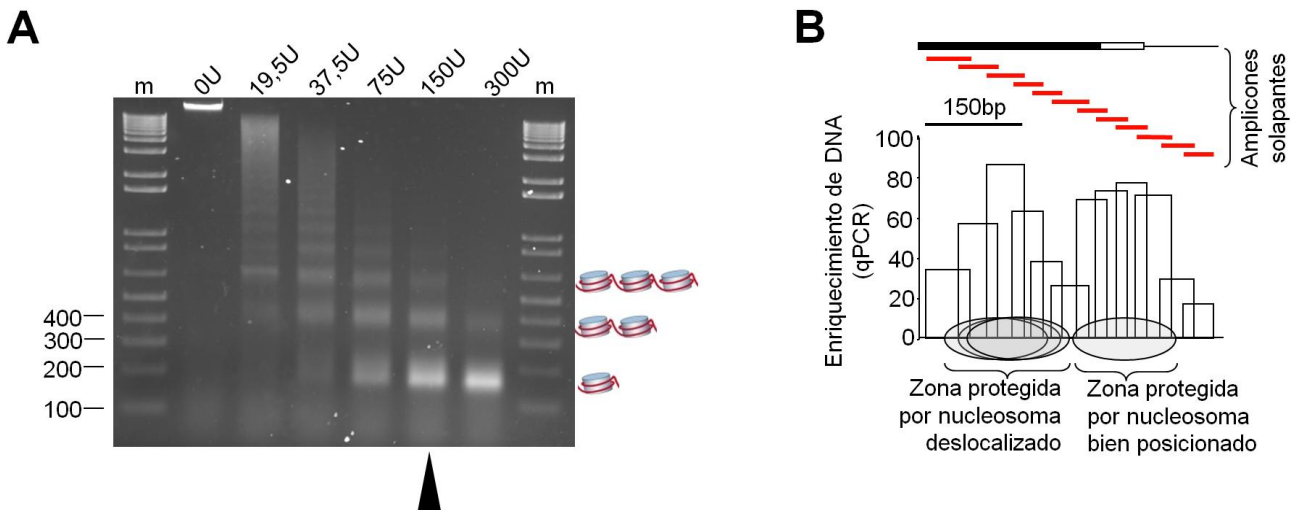 A
m
0U
19,5U
37,5U
75U
150U
300U
m
400
300
200
100
B
Amplicones
solapantes
150bp
Enriquecimiento de DNA
(qPCR)
100
80
60
40
20
0
Zona protegida
por nucleosoma
deslocalizado
Zona protegida
por nucleosoma
bien posicionado